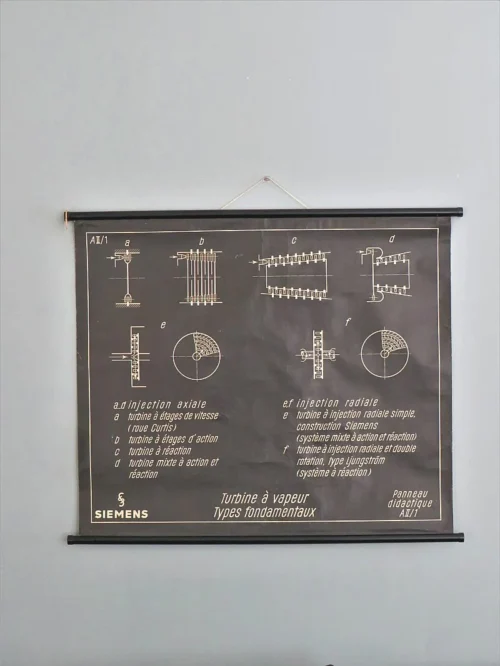 AII/1
a
b
c
d
e
f
a.d injection axiale
a turbine à étages de vitesse
(roue Curtis)
b turbine à étages d'action
c turbine à réaction
d turbine mixte à action et
réaction
e.f injection radiale
e turbine à injection radiale simple,
construction Siemens
(système mixte à action et réaction)
f turbine à injection radiale et double
rotation, type Ljungström
(système à réaction)
SIEMENS
Turbine à vapeur
Types fondamentaux
Panneau
didactique
AII/1